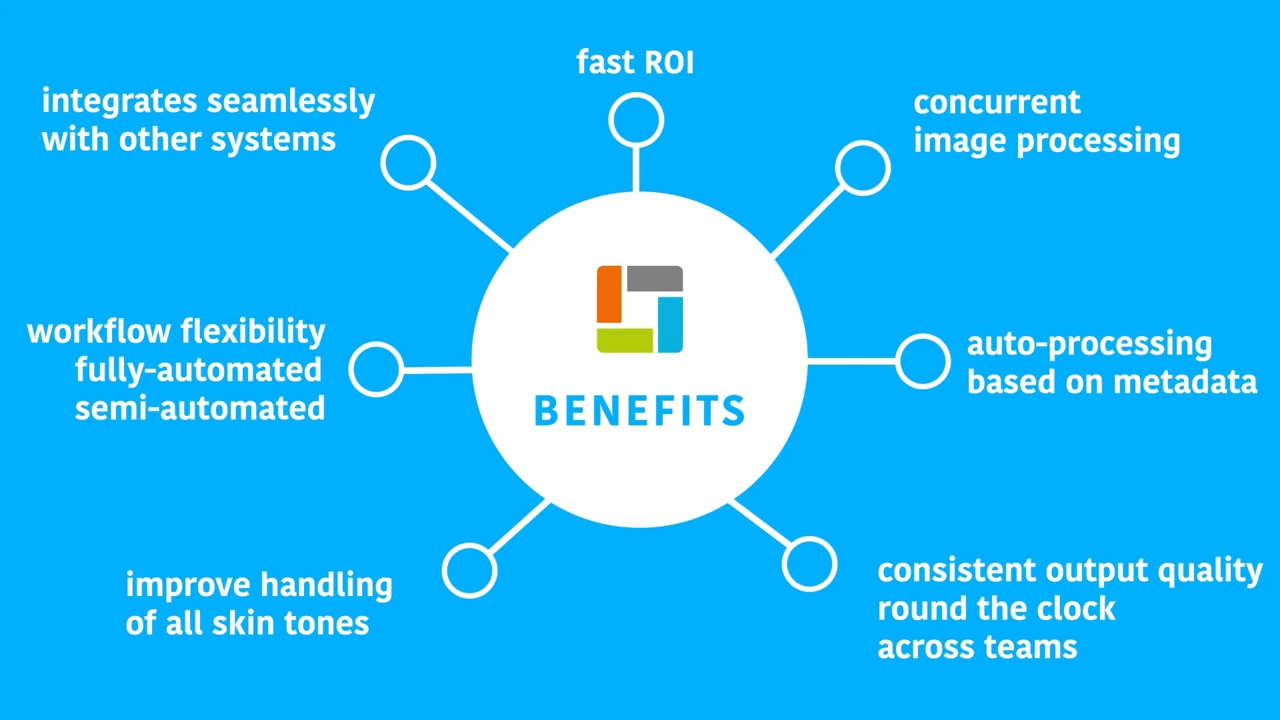 fast ROI
integrates seamlessly
with other systems
concurrent
image processing
workflow flexibility
fully-automated
semi-automated
BENEFITS
auto-processing
based on metadata
improve handling
of all skin tones
consistent output quality
round the clock
across teams